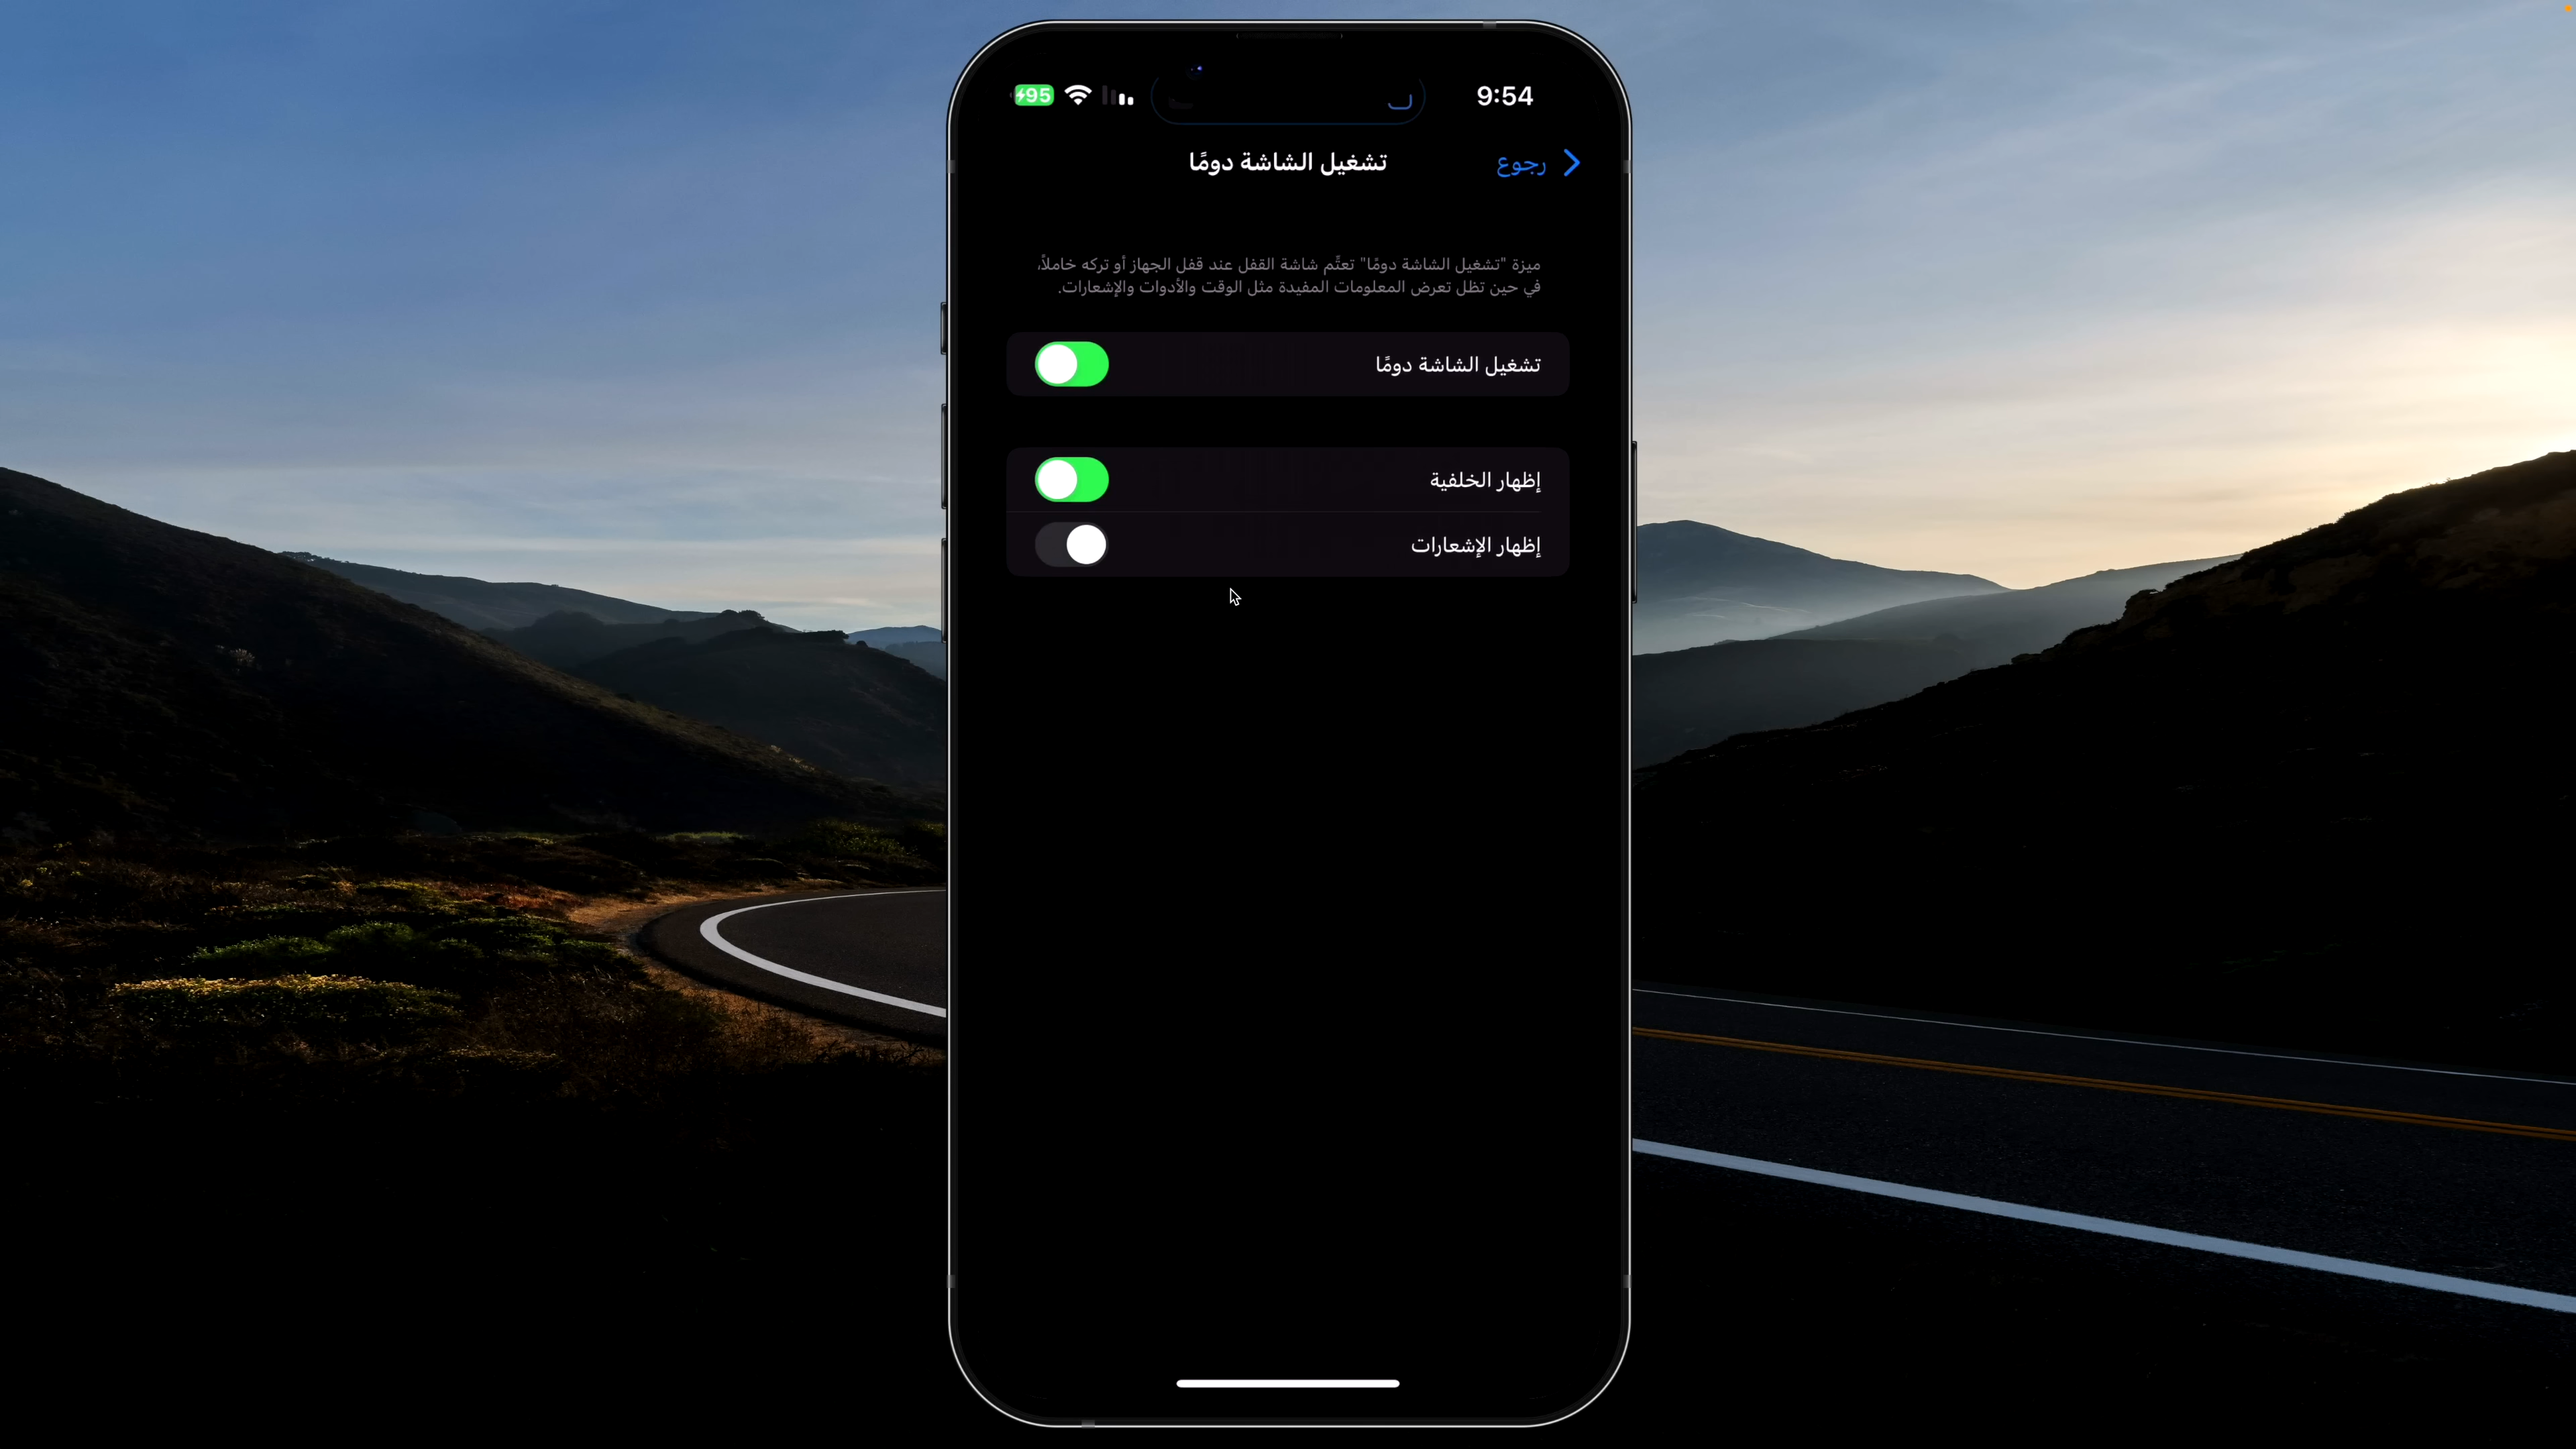 9:54
95
رجوع
تشغيل الشاشة دومًا
ميزة "تشغيل الشاشة دومًا" تعتّم شاشة القفل عند قفل الجهاز أو تركه خاملاً،
في حين تظل تعرض المعلومات المفيدة مثل الوقت والأدوات والإشعارات.
تشغيل الشاشة دومًا
إظهار الخلفية
إظهار الإشعارات